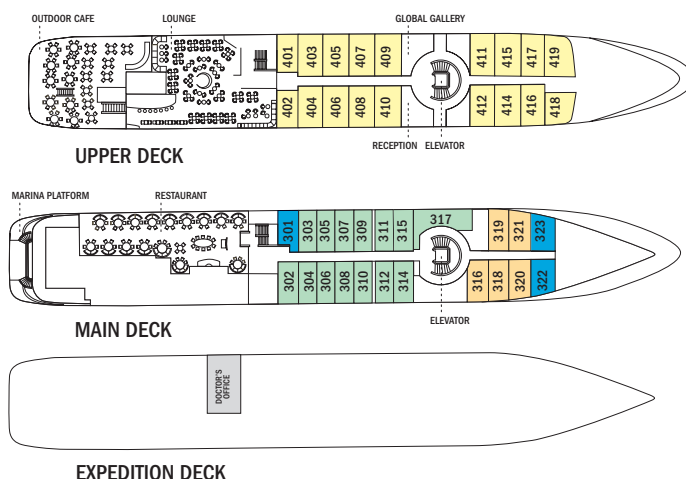 OUTDOOR CAFE LOUNGE GLOBAL GALLERY
401 403 405 407 409 411 415 417 419
402 404 406 408 410 412 414 416 418
RECEPTION ELEVATOR
UPPER DECK
MARINA PLATFORM RESTAURANT
301 303 305 307 309 311 315 317 319 321 323
302 304 306 308 310 312 314 316 318 320 322
ELEVATOR
MAIN DECK
DOCTOR'S
OFFICE
EXPEDITION DECK